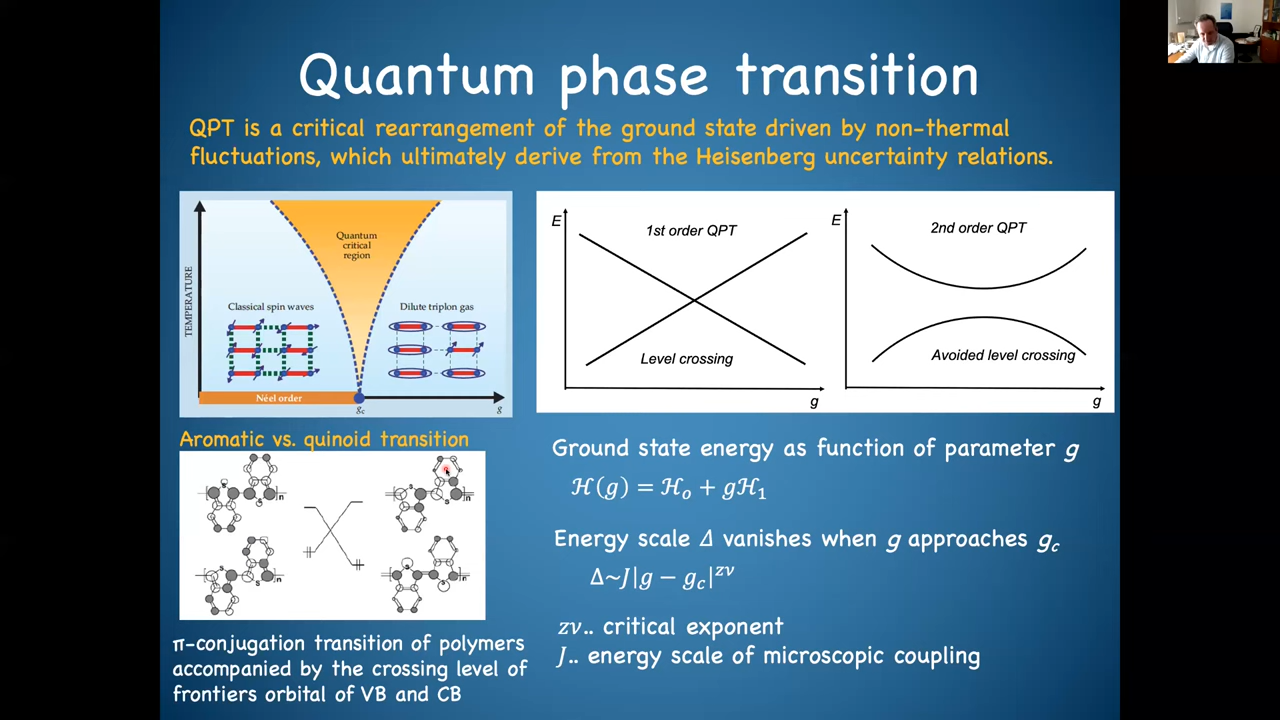 Quantum phase transition
QPT is a critical rearrangement of the ground state driven by non-thermal
fluctuations, which ultimately derive from the Heisenberg uncertainty relations.
TEMPERATURE
Quantum
critical
region
Classical spin waves
Dilute triplon gas
Néel order
g_c
g
E
1st order QPT
Level crossing
g
E
2nd order QPT
Avoided level crossing
g
Aromatic vs. quinoid transition
S
S
n
S
S
n
S
S
n
S
S
n
π-conjugation transition of polymers
accompanied by the crossing level of
frontiers orbital of VB and CB
Ground state energy as function of parameter g
ℋ(g) = ℋ_o + gℋ_1
Energy scale Δ vanishes when g approaches g_c
Δ~J|g − g_c|^{zν}
zν.. critical exponent
J.. energy scale of microscopic coupling